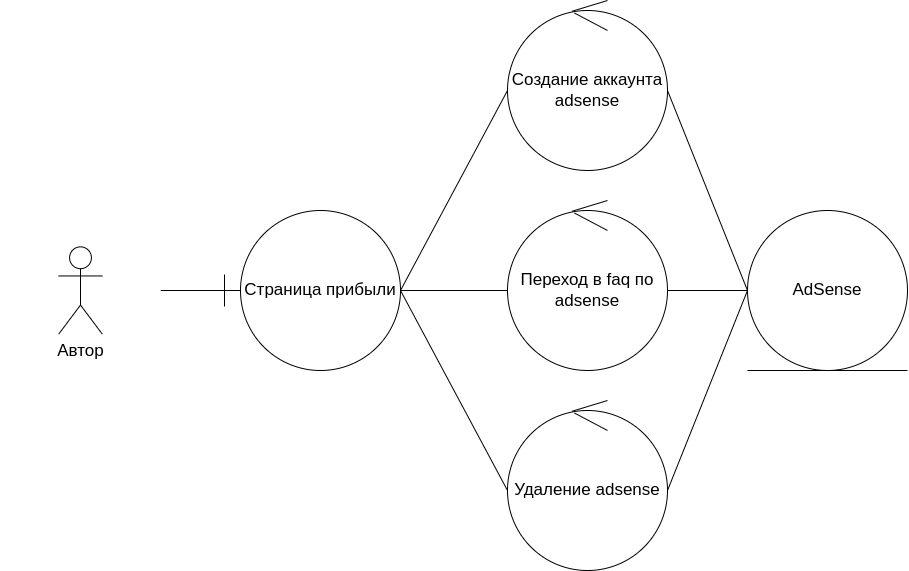 Создание аккаунта
adsense
Автор
Страница прибыли
Переход в faq по
adsense
AdSense
Удаление adsense